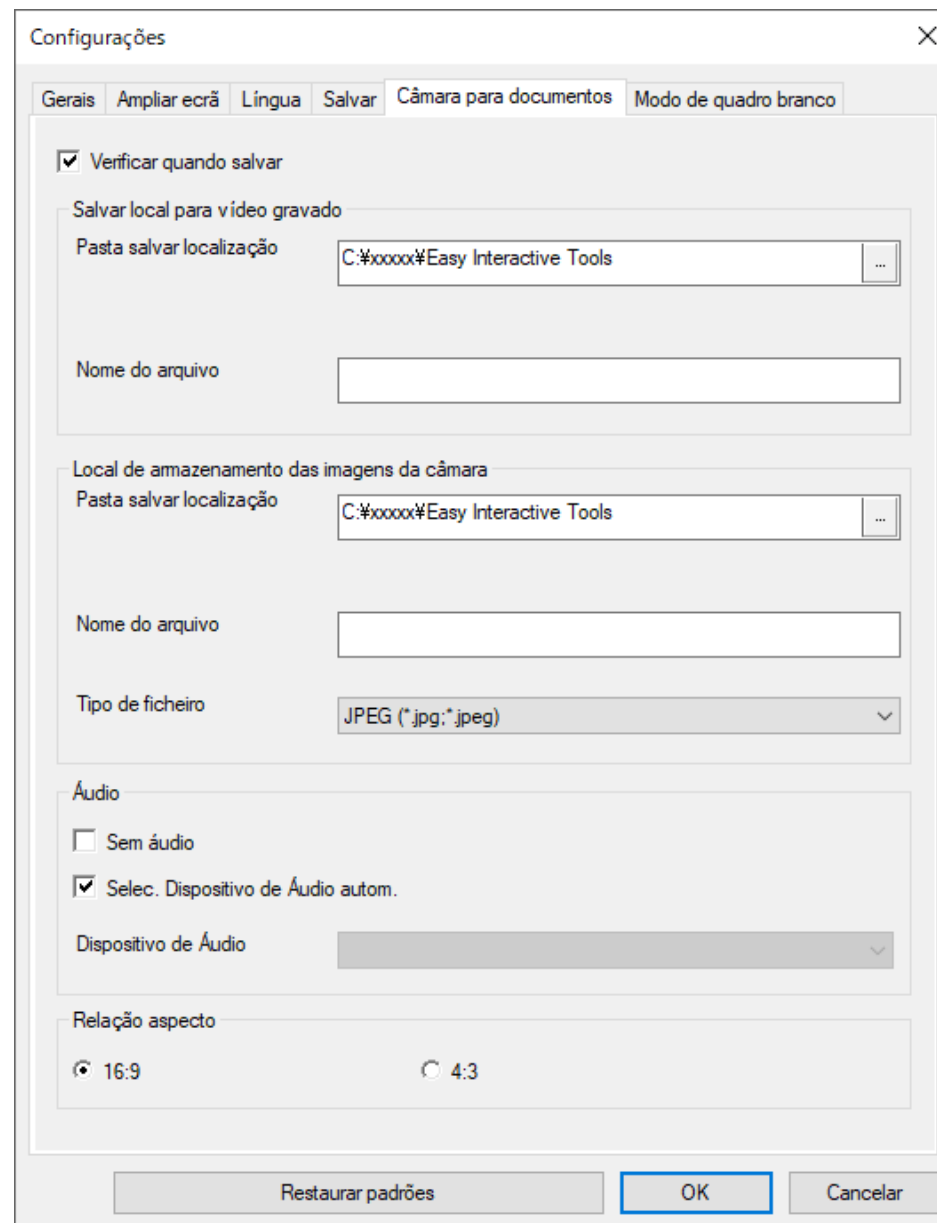 Configurações
Gerais Ampliar ecrã Língua Salvar Câmara para documentos Modo de quadro branco
Verificar quando salvar
Salvar local para vídeo gravado
Pasta salvar localização C:¥xxxxx¥Easy Interactive Tools ...
Nome do arquivo
Local de armazenamento das imagens da câmara
Pasta salvar localização C:¥xxxxx¥Easy Interactive Tools ...
Nome do arquivo
Tipo de ficheiro JPEG (*.jpg;*.jpeg)
Áudio
Sem áudio
Selec. Dispositivo de Áudio autom.
Dispositivo de Áudio
Relação aspecto
16:9 4:3
Restaurar padrões OK Cancelar